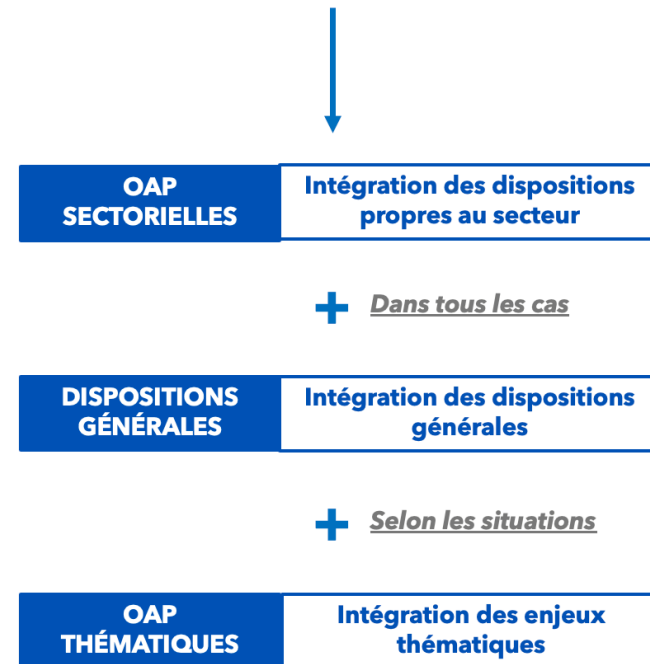 OAP
SECTORIELLES
Intégration des dispositions
propres au secteur
+ Dans tous les cas
DISPOSITIONS
GÉNÉRALES
Intégration des dispositions
générales
+ Selon les situations
OAP
THÉMATIQUES
Intégration des enjeux
thématiques